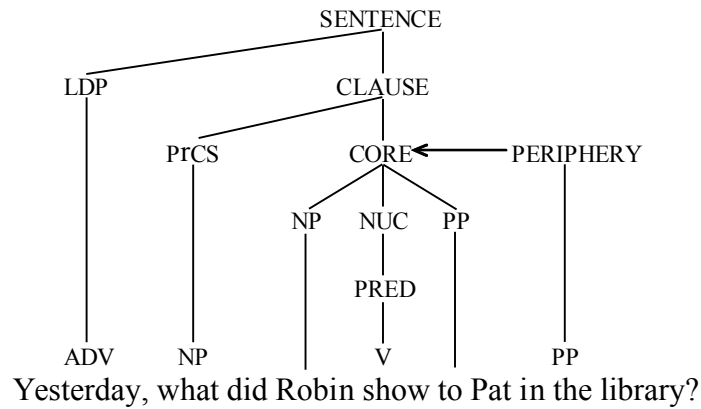 SENTENCE
LDP CLAUSE
PrCS CORE PERIPHERY
NP NUC PP
PRED
ADV NP V PP
Yesterday, what did Robin show to Pat in the library?